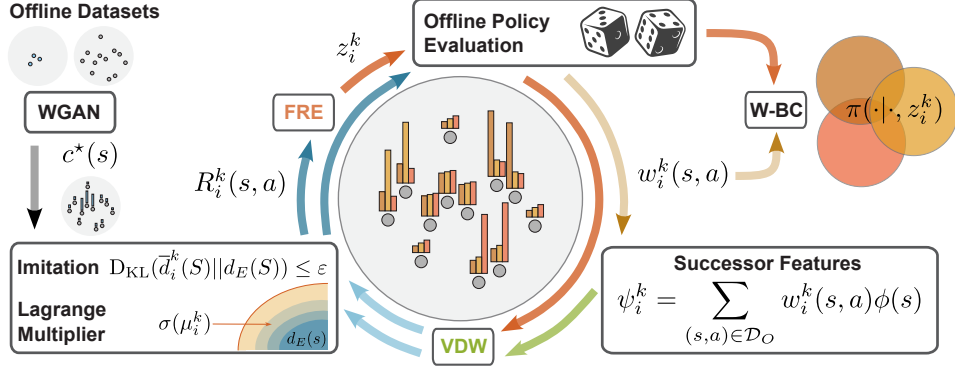 Offline Datasets
WGAN
c^⋆(s)
Imitation D_KL(\overline{d}_i^k(S)||d_E(S)) ≤ ε
Lagrange
Multiplier
σ(μ_i^k)
d_E(s)
FRE
z_i^k
R_i^k(s, a)
Offline Policy
Evaluation
W-BC
π(·|·, z_i^k)
w_i^k(s, a)
VDW
Successor Features
ψ_i^k = ∑_{(s,a)∈𝒟_O} w_i^k(s, a)ϕ(s)